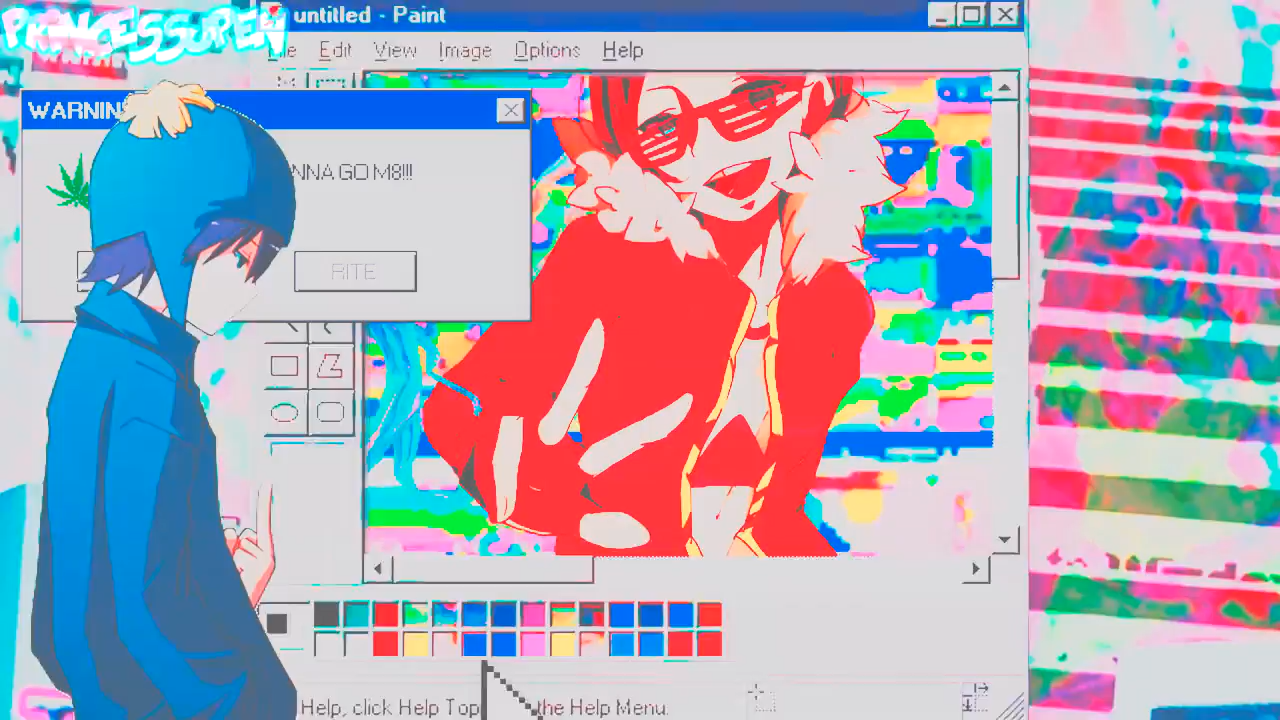 PRINCESSUPEN
untitled - Paint
Edit View Image Options Help
WARNIN
NNA GO M8!!!
RITE
Help, click Help Top
the Help Menu.